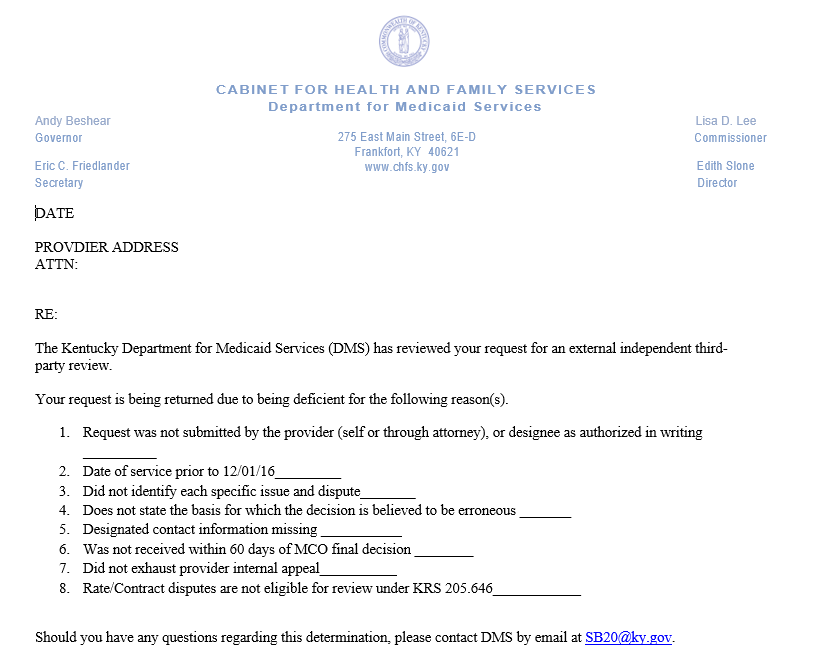 CABINET FOR HEALTH AND FAMILY SERVICES
Department for Medicaid Services
Andy Beshear
Governor
Eric C. Friedlander
Secretary
275 East Main Street, 6E-D
Frankfort, KY 40621
www.chfs.ky.gov
Lisa D. Lee
Commissioner
Edith Slone
Director
DATE
PROVDIER ADDRESS
ATTN:
RE:
The Kentucky Department for Medicaid Services (DMS) has reviewed your request for an external independent third-
party review.
Your request is being returned due to being deficient for the following reason(s).
1. Request was not submitted by the provider (self or through attorney), or designee as authorized in writing
__________
2. Date of service prior to 12/01/16_________
3. Did not identify each specific issue and dispute________
4. Does not state the basis for which the decision is believed to be erroneous _______
5. Designated contact information missing ___________
6. Was not received within 60 days of MCO final decision ________
7. Did not exhaust provider internal appeal___________
8. Rate/Contract disputes are not eligible for review under KRS 205.646____________
Should you have any questions regarding this determination, please contact DMS by email at SB20@ky.gov.